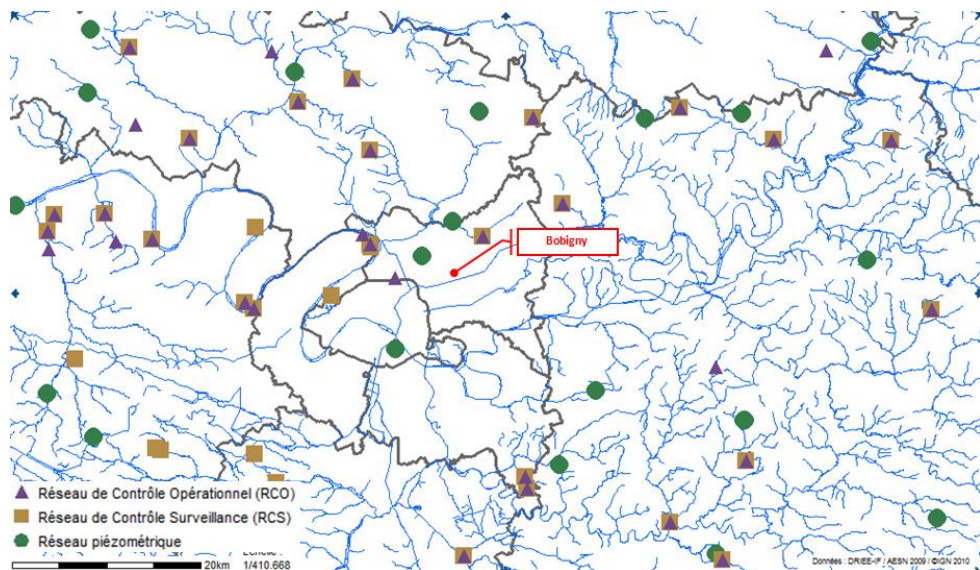 Bobigny
Réseau de Contrôle Opérationnel (RCO)
Réseau de Contrôle Surveillance (RCS)
Réseau piézométrique
20km
1/410.668
Données : DRIEE-IF / AESN 2009 / ©IGN 2010